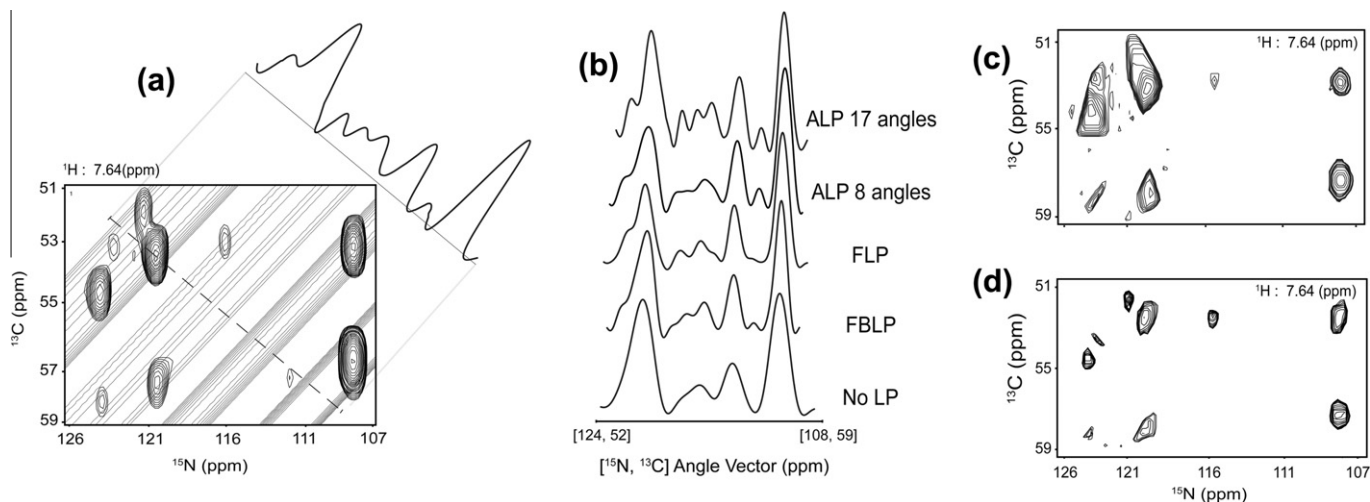 (a)
¹H : 7.64(ppm)
51
53
55
57
59
¹³C (ppm)
126 121 116 111 107
¹⁵N (ppm)
(b)
ALP 17 angles
ALP 8 angles
FLP
FBLP
No LP
[124, 52] [108, 59]
[¹⁵N, ¹³C] Angle Vector (ppm)
(c)
¹H : 7.64 (ppm)
51
55
59
¹³C (ppm)
(d)
¹H : 7.64 (ppm)
51
55
59
¹³C (ppm)
126 121 116 111 107
¹⁵N (ppm)